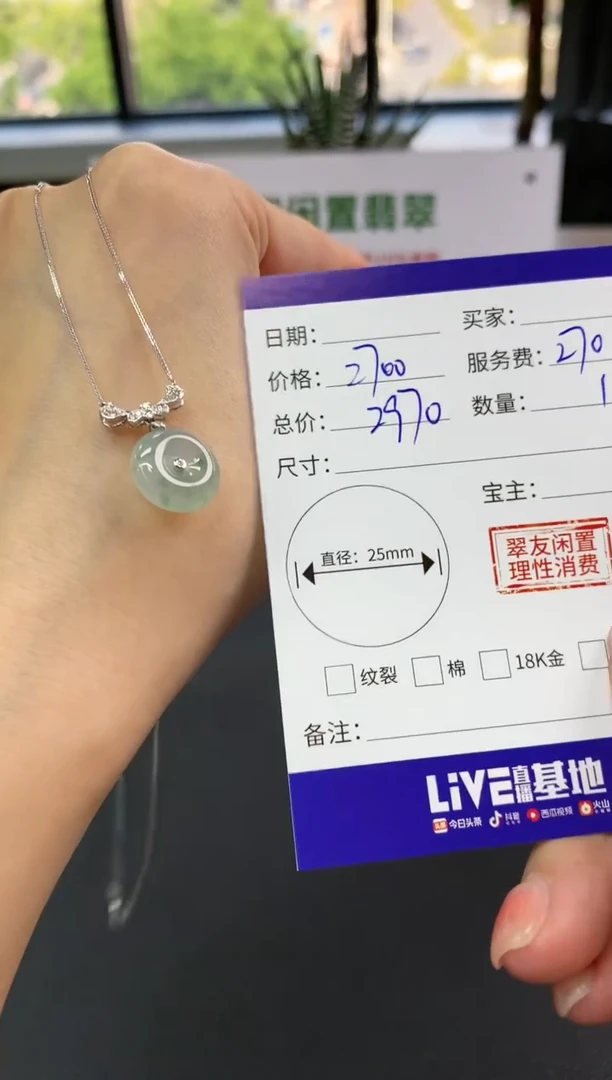 闲置翡翠
日期： 买家：
价格： 2700 服务费： 270
总价： 2970 数量： 1
尺寸：
宝主：
直径：25mm
翠友闲置
理性消费
纹裂 棉 18K金
备注：
LiVE直播基地
今日头条 抖音 西瓜视频 火山